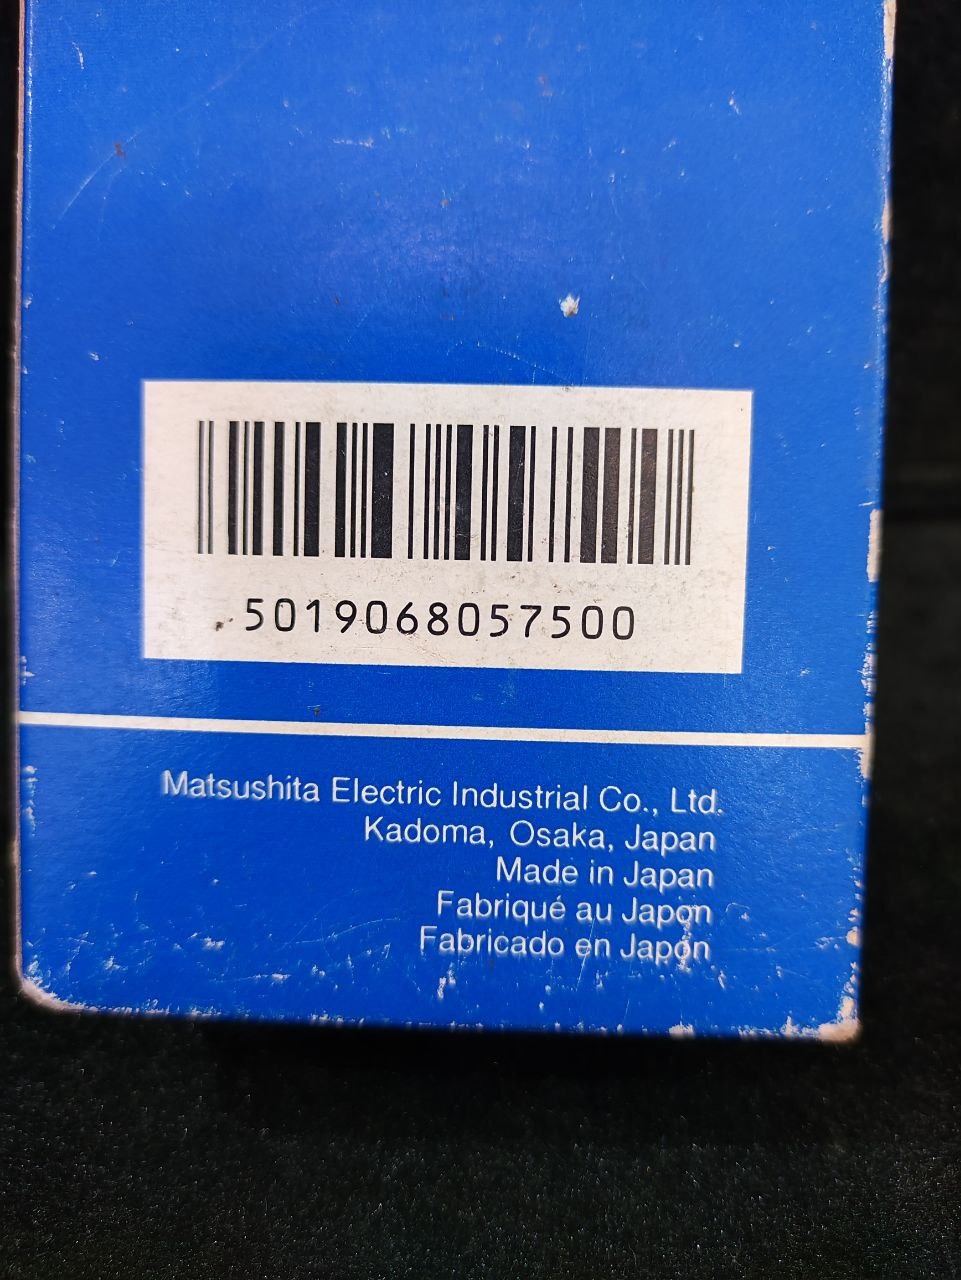 5019068057500
Matsushita Electric Industrial Co., Ltd.
Kadoma, Osaka, Japan
Made in Japan
Fabriqué au Japon
Fabricado en Japón